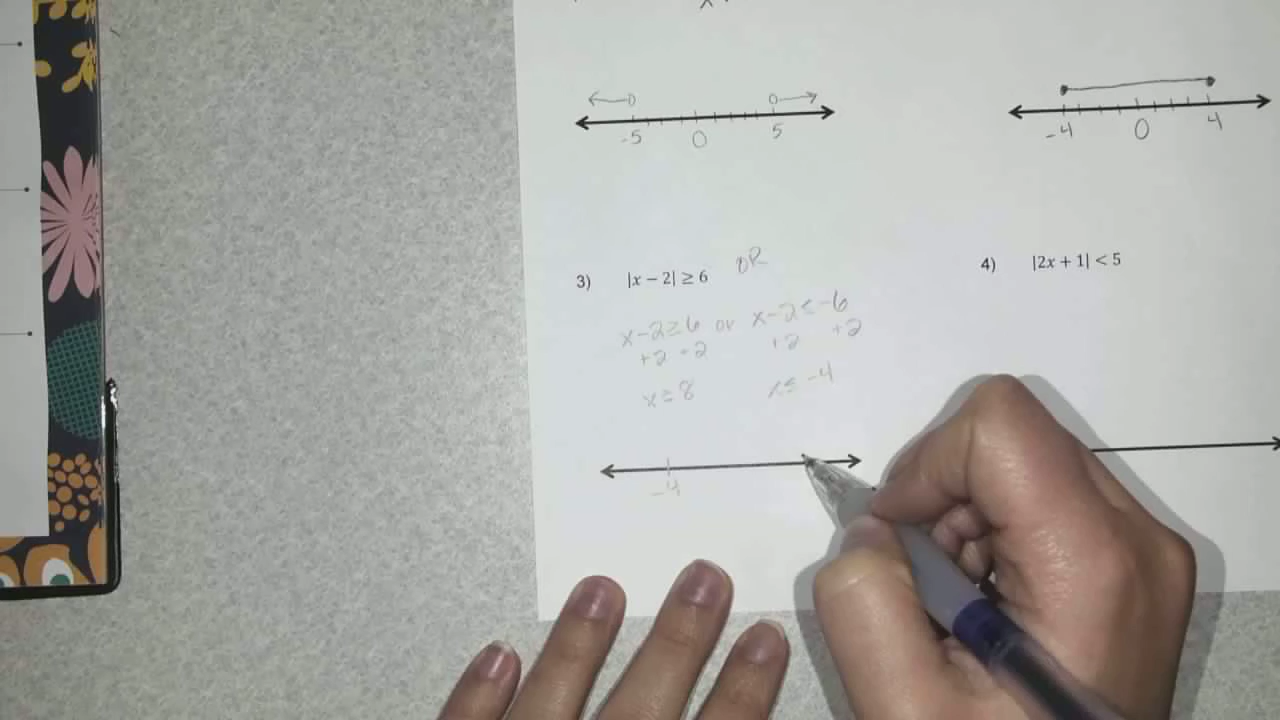 -5 0 5
-4 0 4
3) |x − 2| ≥ 6 OR
x-2≥6 or x-2≤-6
+2 +2 +2 +2
x≥8 x≤-4
-4
4) |2x + 1| < 5